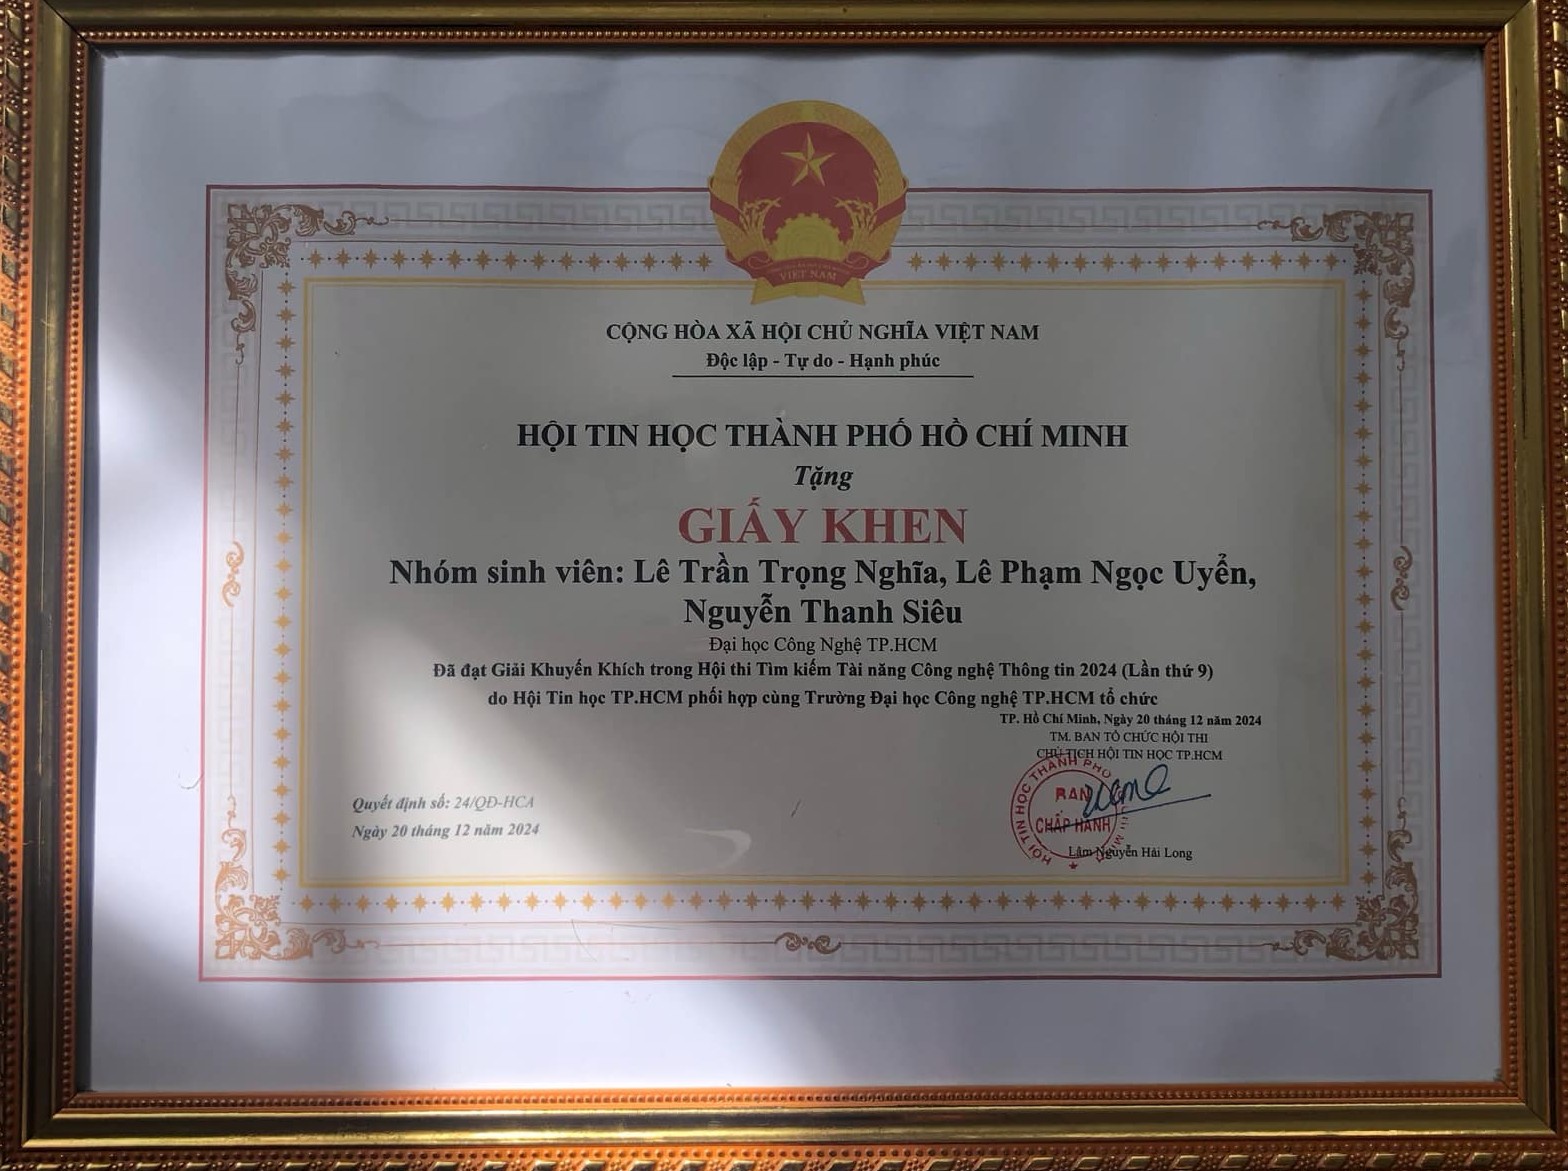 VIỆT NAM
CỘNG HÒA XÃ HỘI CHỦ NGHĨA VIỆT NAM
Độc lập - Tự do - Hạnh phúc
HỘI TIN HỌC THÀNH PHỐ HỒ CHÍ MINH
Tặng
GIẤY KHEN
Nhóm sinh viên: Lê Trần Trọng Nghĩa, Lê Phạm Ngọc Uyển,
Nguyễn Thanh Siêu
Đại học Công Nghệ TP.HCM
Đã đạt Giải Khuyến Khích trong Hội thi Tìm kiếm Tài năng Công nghệ Thông tin 2024 (Lần thứ 9)
do Hội Tin học TP.HCM phối hợp cùng Trường Đại học Công nghệ TP.HCM tổ chức
TP. Hồ Chí Minh, Ngày 20 tháng 12 năm 2024
TM. BAN TỔ CHỨC HỘI THI
CHỦ TỊCH HỘI TIN HỌC TP.HCM
HỘI TIN HỌC THÀNH PHỐ
BAN
CHẤP HÀNH
Lâm Nguyễn Hải Long
Quyết định số: 24/QĐ-HCA
Ngày 20 tháng 12 năm 2024